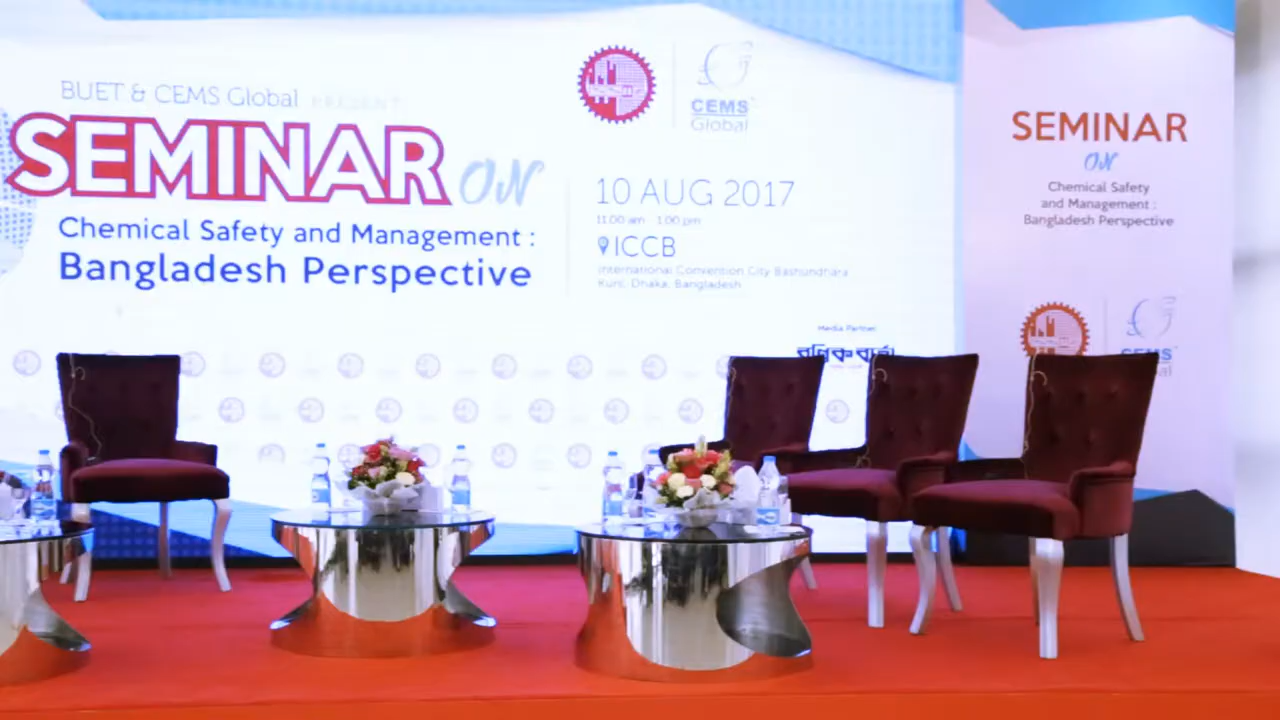 BUET & CEMS Global PRESENT
SEMINAR ON
Chemical Safety and Management :
Bangladesh Perspective
CEMS
Global
10 AUG 2017
11.00 am - 1.00 pm
ICCB
International Convention City Bashundhara
Kuril, Dhaka, Bangladesh
Media Partner
বণিক বার্তা
SEMINAR
ON
Chemical Safety
and Management :
Bangladesh Perspective
CEMS